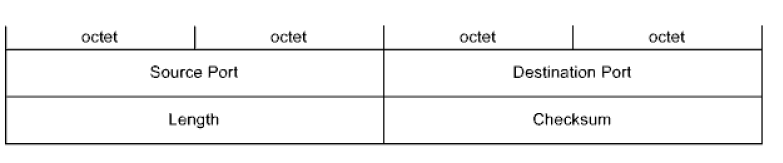 octet octet octet octet
Source Port Destination Port
Length Checksum